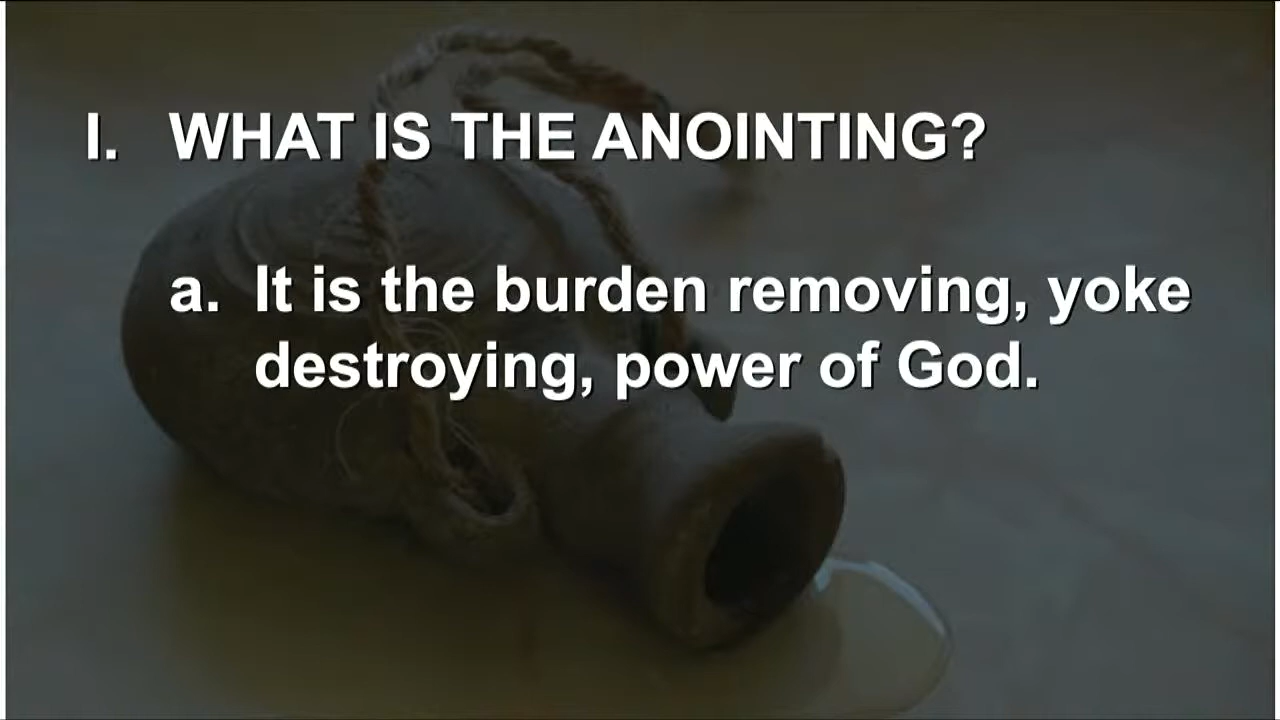 I. WHAT IS THE ANOINTING?
a. It is the burden removing, yoke
destroying, power of God.